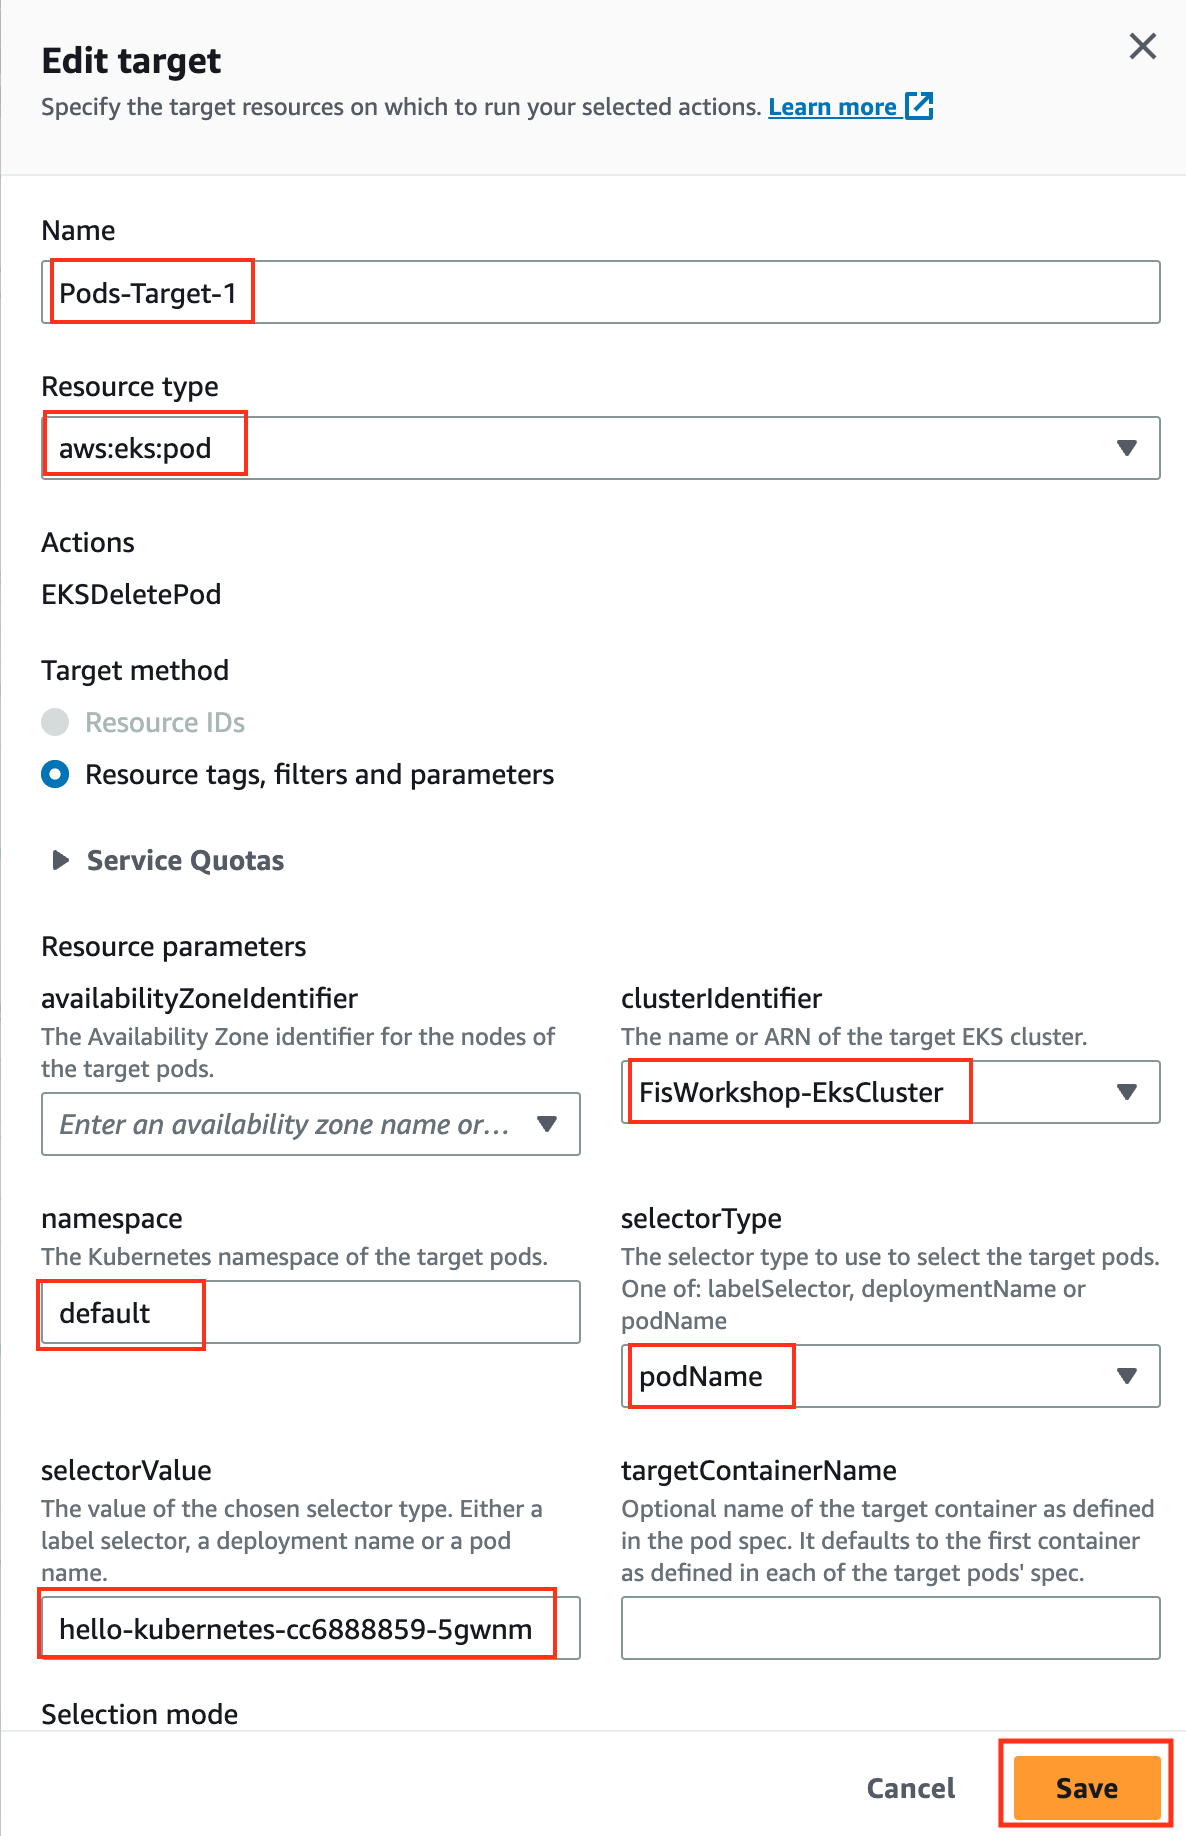 Edit target
Specify the target resources on which to run your selected actions. Learn more
Name
Pods-Target-1
Resource type
aws:eks:pod
Actions
EKSDeletePod
Target method
Resource IDs
Resource tags, filters and parameters
Service Quotas
Resource parameters
availabilityZoneIdentifier
The Availability Zone identifier for the nodes of
the target pods.
Enter an availability zone name or...
clusterIdentifier
The name or ARN of the target EKS cluster.
FisWorkshop-EksCluster
namespace
The Kubernetes namespace of the target pods.
default
selectorType
The selector type to use to select the target pods.
One of: labelSelector, deploymentName or
podName
podName
selectorValue
The value of the chosen selector type. Either a
label selector, a deployment name or a pod
name.
hello-kubernetes-cc6888859-5gwnm
targetContainerName
Optional name of the target container as defined
in the pod spec. It defaults to the first container
as defined in each of the target pods' spec.
Selection mode
Cancel
Save